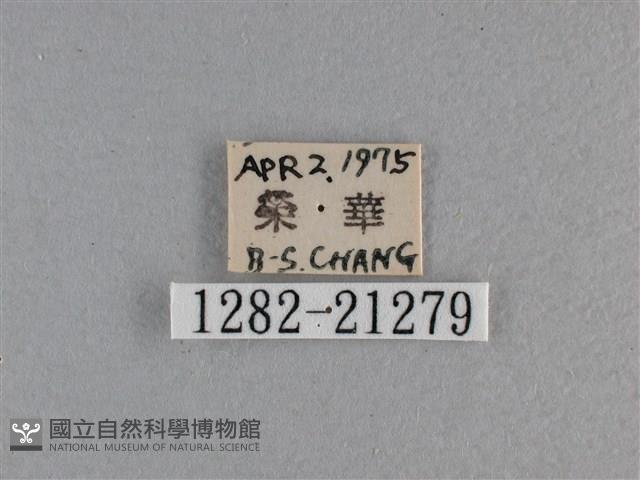 APR 2. 1975
榮 華
B-S. CHANG
1282-21279
國立自然科學博物館
NATIONAL MUSEUM OF NATURAL SCIENCE